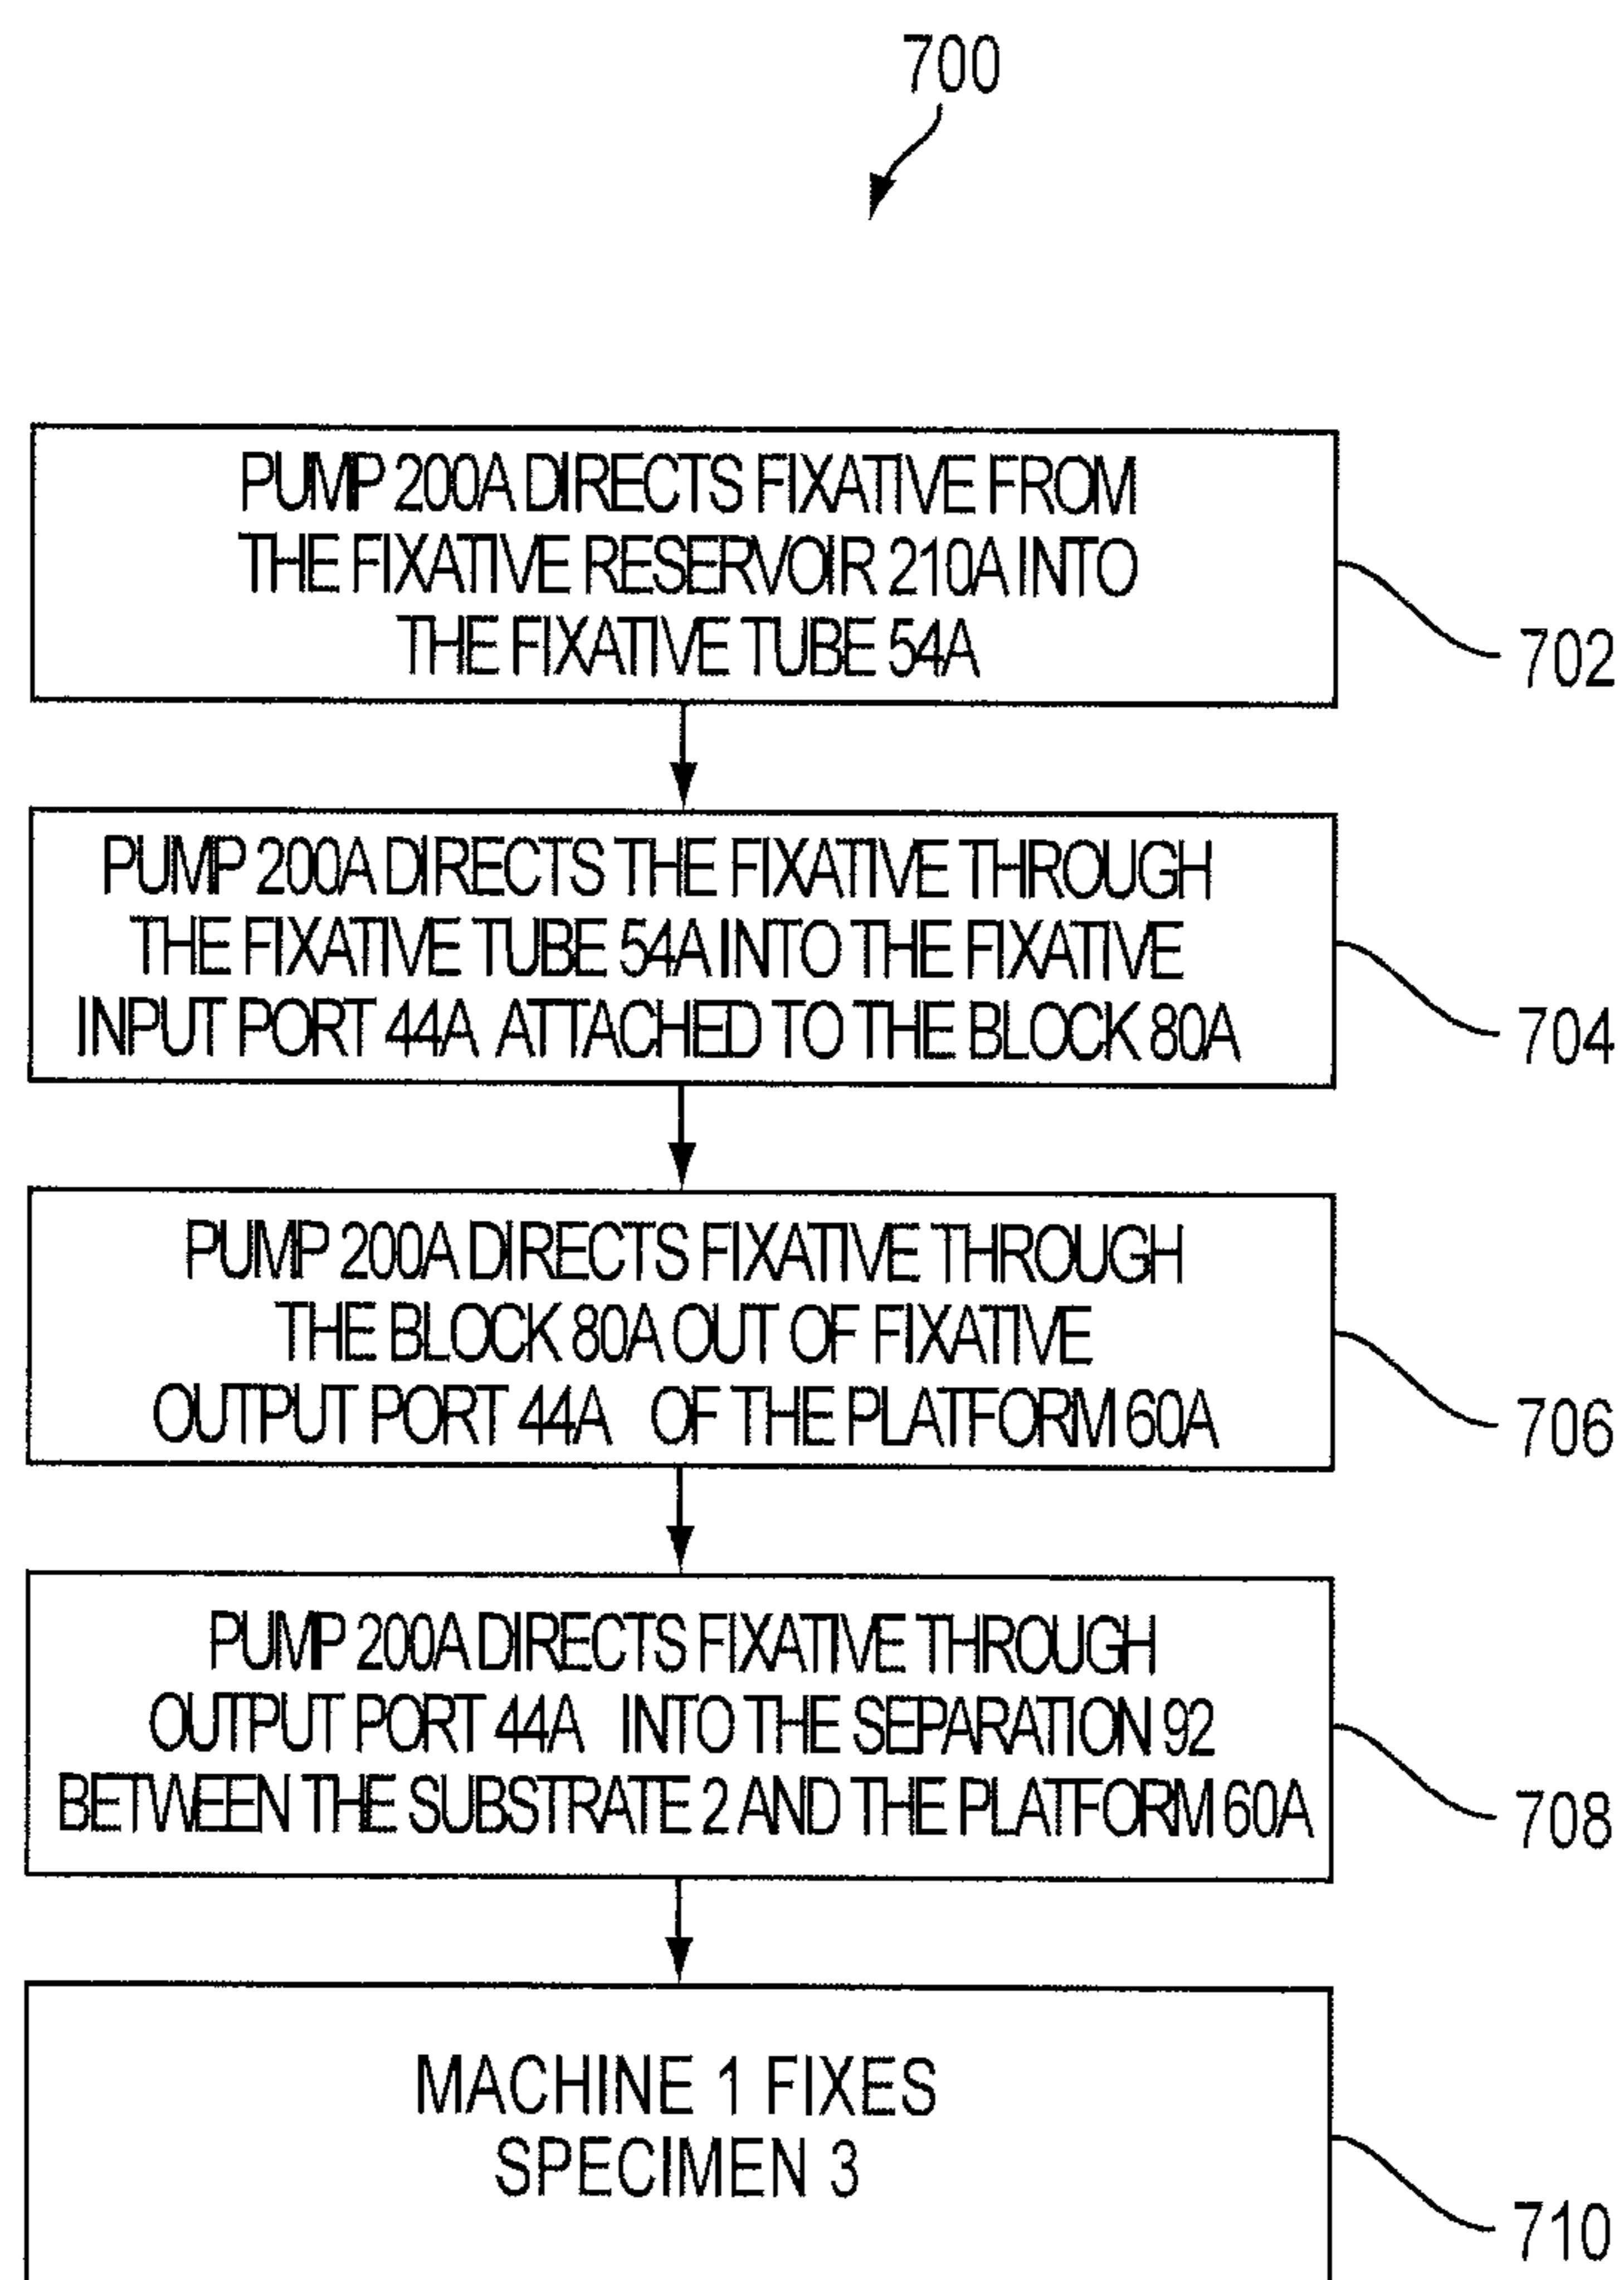 700
PUMP 200A DIRECTS FIXATIVE FROM
THE FIXATIVE RESERVOIR 210A INTO
THE FIXATIVE TUBE 54A
702
PUMP 200A DIRECTS THE FIXATIVE THROUGH
THE FIXATIVE TUBE 54A INTO THE FIXATIVE
INPUT PORT 44A ATTACHED TO THE BLOCK 80A
704
PUMP 200A DIRECTS FIXATIVE THROUGH
THE BLOCK 80A OUT OF FIXATIVE
OUTPUT PORT 44A OF THE PLATFORM 60A
706
PUMP 200A DIRECTS FIXATIVE THROUGH
OUTPUT PORT 44A INTO THE SEPARATION 92
BETWEEN THE SUBSTRATE 2 AND THE PLATFORM 60A
708
MACHINE 1 FIXES
SPECIMEN 3
710